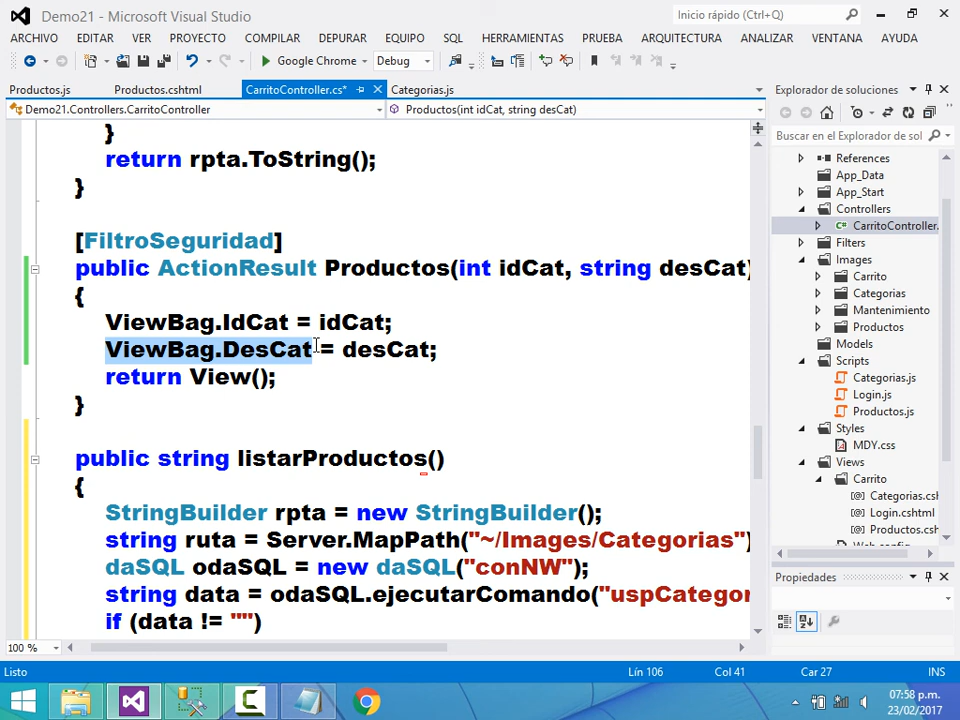 Demo21 - Microsoft Visual Studio
Inicio rápido (Ctrl+Q)
ARCHIVO EDITAR VER PROYECTO COMPILAR DEPURAR EQUIPO SQL HERRAMIENTAS PRUEBA ARQUITECTURA ANALIZAR VENTANA AYUDA
Google Chrome Debug
Productos.js Productos.cshtml CarritoController.cs* Categorias.js
Demo21.Controllers.CarritoController Productos(int idCat, string desCat)
}
return rpta.ToString();
}
[FiltroSeguridad]
public ActionResult Productos(int idCat, string desCat)
{
ViewBag.IdCat = idCat;
ViewBag.DesCat = desCat;
return View();
}
public string listarProductos()
{
StringBuilder rpta = new StringBuilder();
string ruta = Server.MapPath("~/Images/Categorias")
daSQL odaSQL = new daSQL("conNW");
string data = odaSQL.ejecutarComando("uspCategor
if (data != "")
100 %
Explorador de soluciones
Buscar en el Explorador de sol
References
App_Data
App_Start
Controllers
C# CarritoController.
Filters
Images
Carrito
Categorias
Mantenimiento
Productos
Models
Scripts
Categorias.js
Login.js
Productos.js
Styles
MDY.css
Views
Carrito
Categorias.csh
Login.cshtml
Productos.csh
Web.config
Propiedades
Listo Lín 106 Col 41 Car 27 INS
07:58 p.m.
23/02/2017